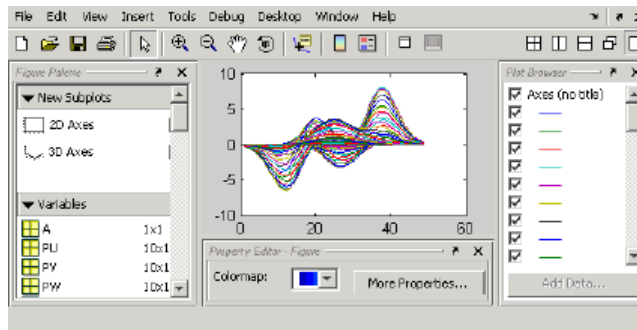 File Edit View Insert Tools Debug Desktop Window Help
Figure Palette
New Subplots
2D Axes
3D Axes
Variables
A 1x1
PU 10x1
PV 10x1
PW 10x1
10
5
0
-5
-10
0 20 40 60
Property Editor - Figure
Colormap:
More Properties...
Plot Browser
Axes (no title)
Add Data...